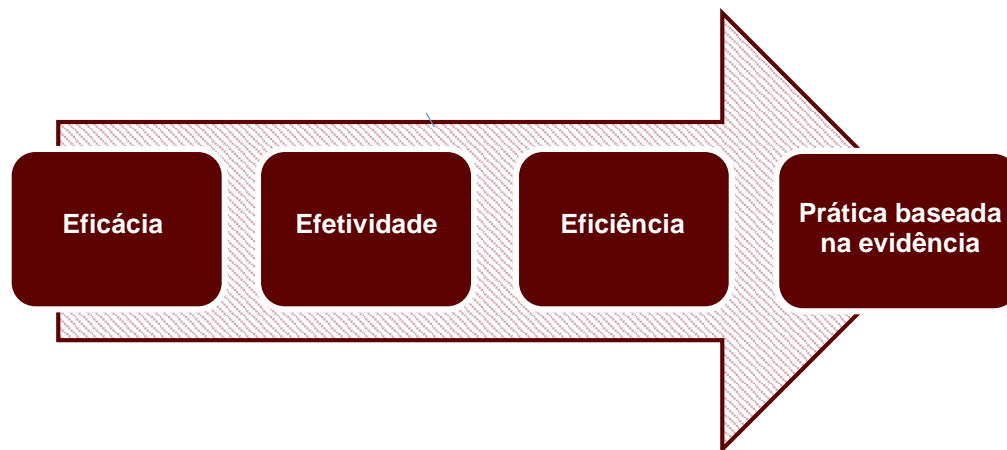 Eficácia
Efetividade
Eficiência
Prática baseada
na evidência